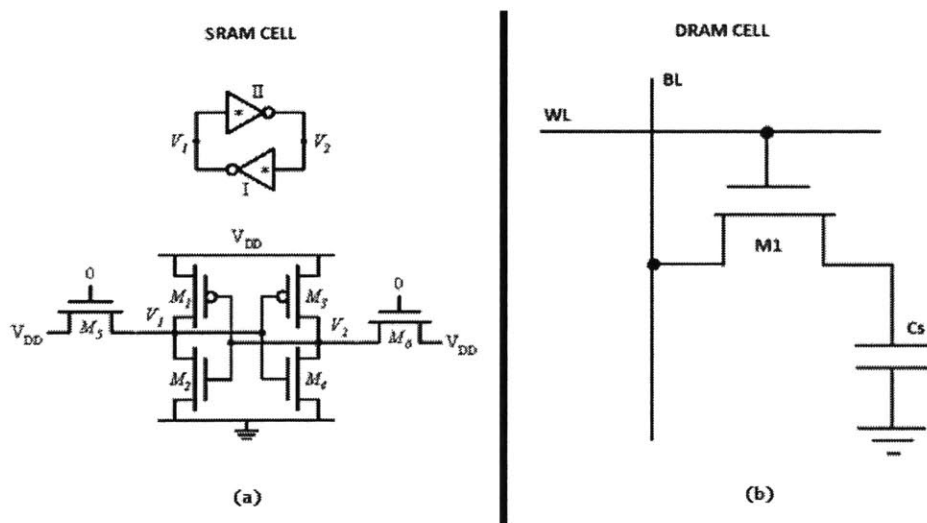 SRAM CELL
II
*
V1
V2
*
I
VDD
0
M1
M3
0
V1
V2
VDD
M5
M6
VDD
M2
M4
(a)
DRAM CELL
BL
WL
M1
Cs
(b)